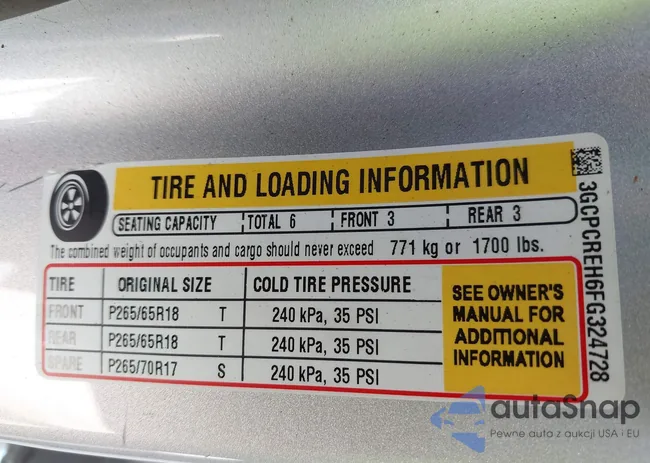 TIRE AND LOADING INFORMATION
SEATING CAPACITY TOTAL 6 FRONT 3 REAR 3
The combined weight of occupants and cargo should never exceed 771 kg or 1700 lbs.
TIRE ORIGINAL SIZE COLD TIRE PRESSURE
FRONT P265/65R18 T 240 kPa, 35 PSI
REAR P265/65R18 T 240 kPa, 35 PSI
SPARE P265/70R17 S 240 kPa, 35 PSI
SEE OWNER'S
MANUAL FOR
ADDITIONAL
INFORMATION
3GCPCREH6FG324728
autaSnap
Pewne auta z aukcji USA i EU